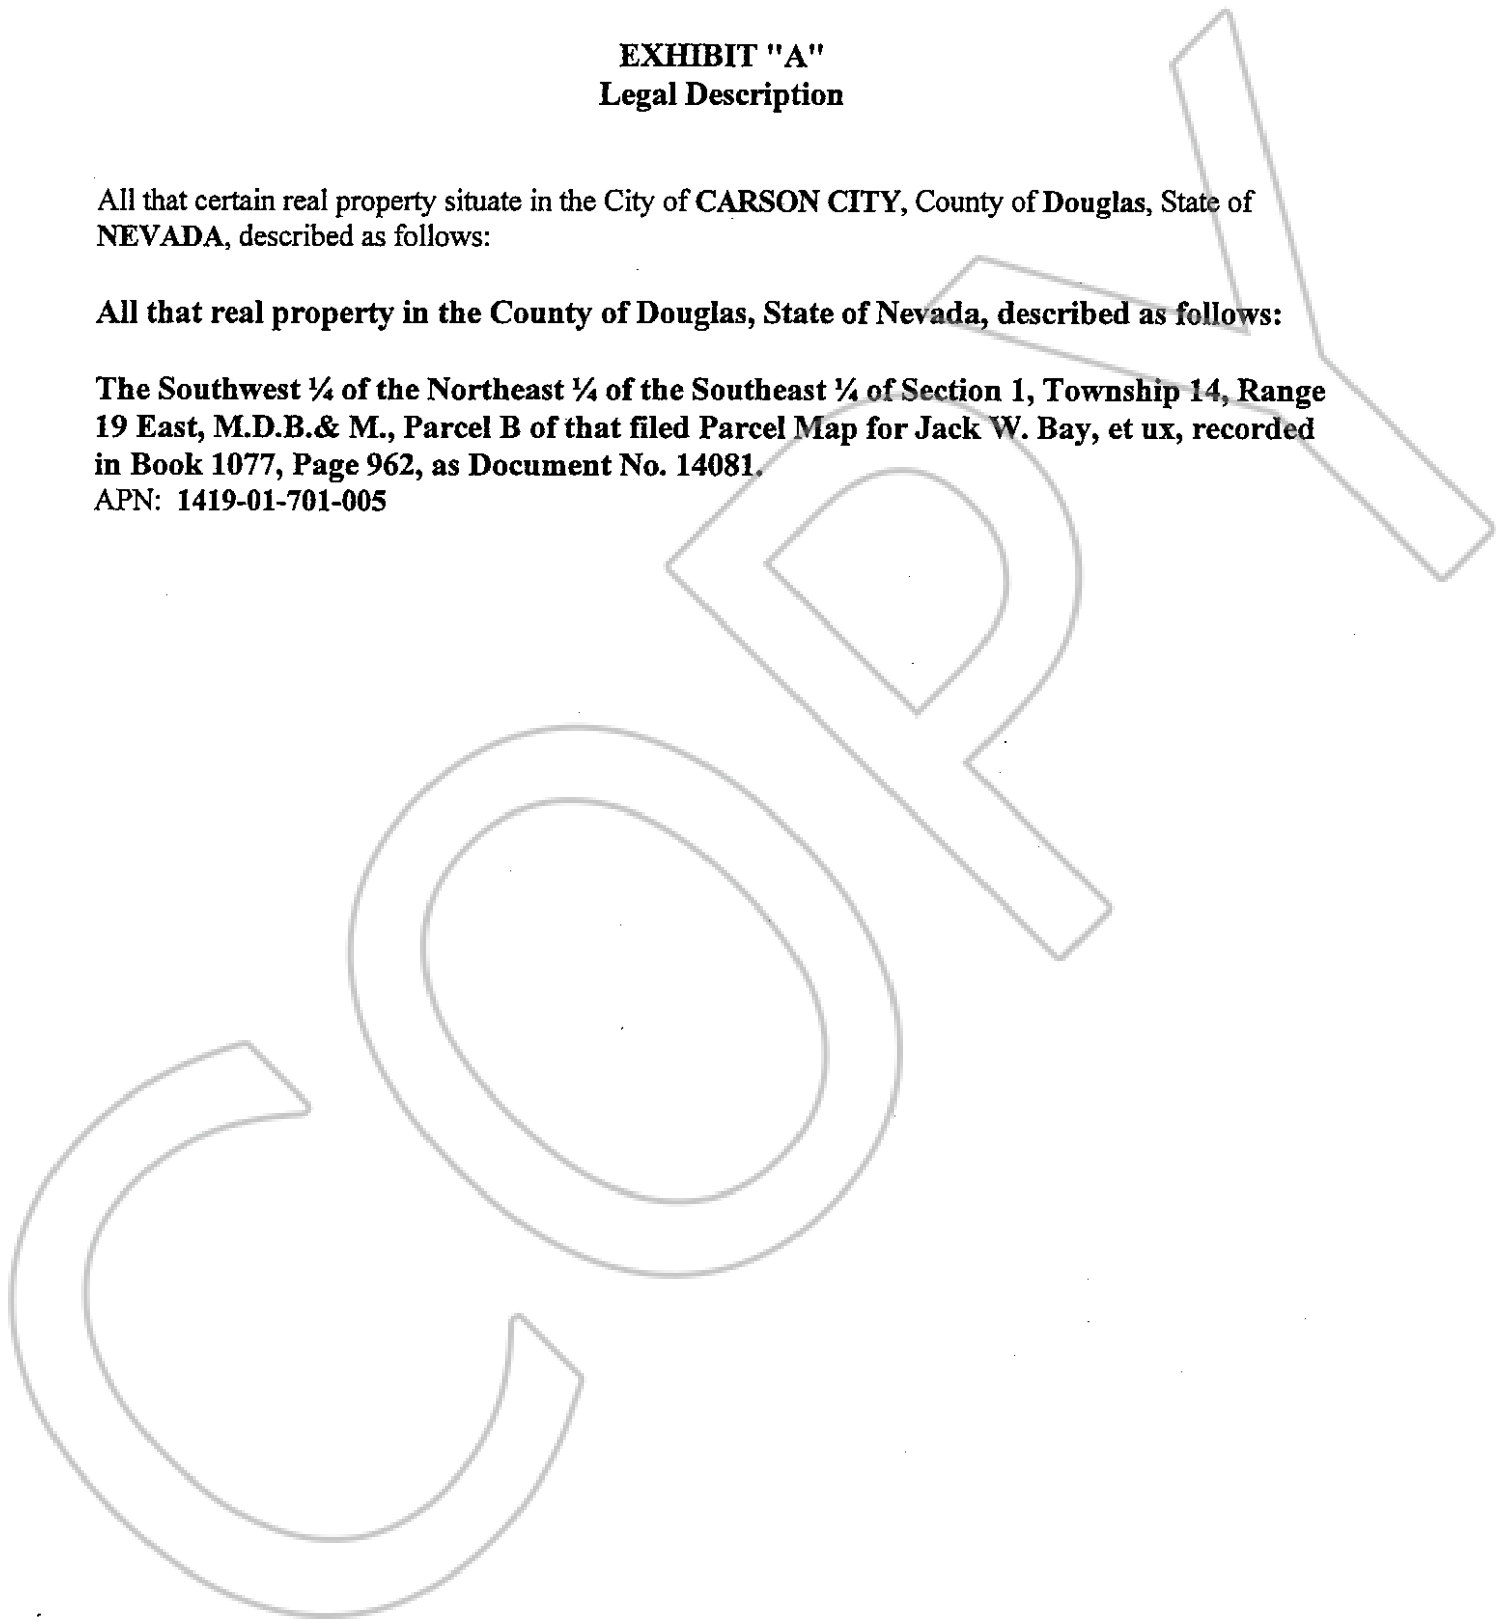 EXHIBIT "A"
Legal Description
All that certain real property situate in the City of CARSON CITY, County of Douglas, State of
NEVADA, described as follows:
All that real property in the County of Douglas, State of Nevada, described as follows:
The Southwest ¼ of the Northeast ¼ of the Southeast ¼ of Section 1, Township 14, Range
19 East, M.D.B.& M., Parcel B of that filed Parcel Map for Jack W. Bay, et ux, recorded
in Book 1077, Page 962, as Document No. 14081.
APN: 1419-01-701-005
COPY